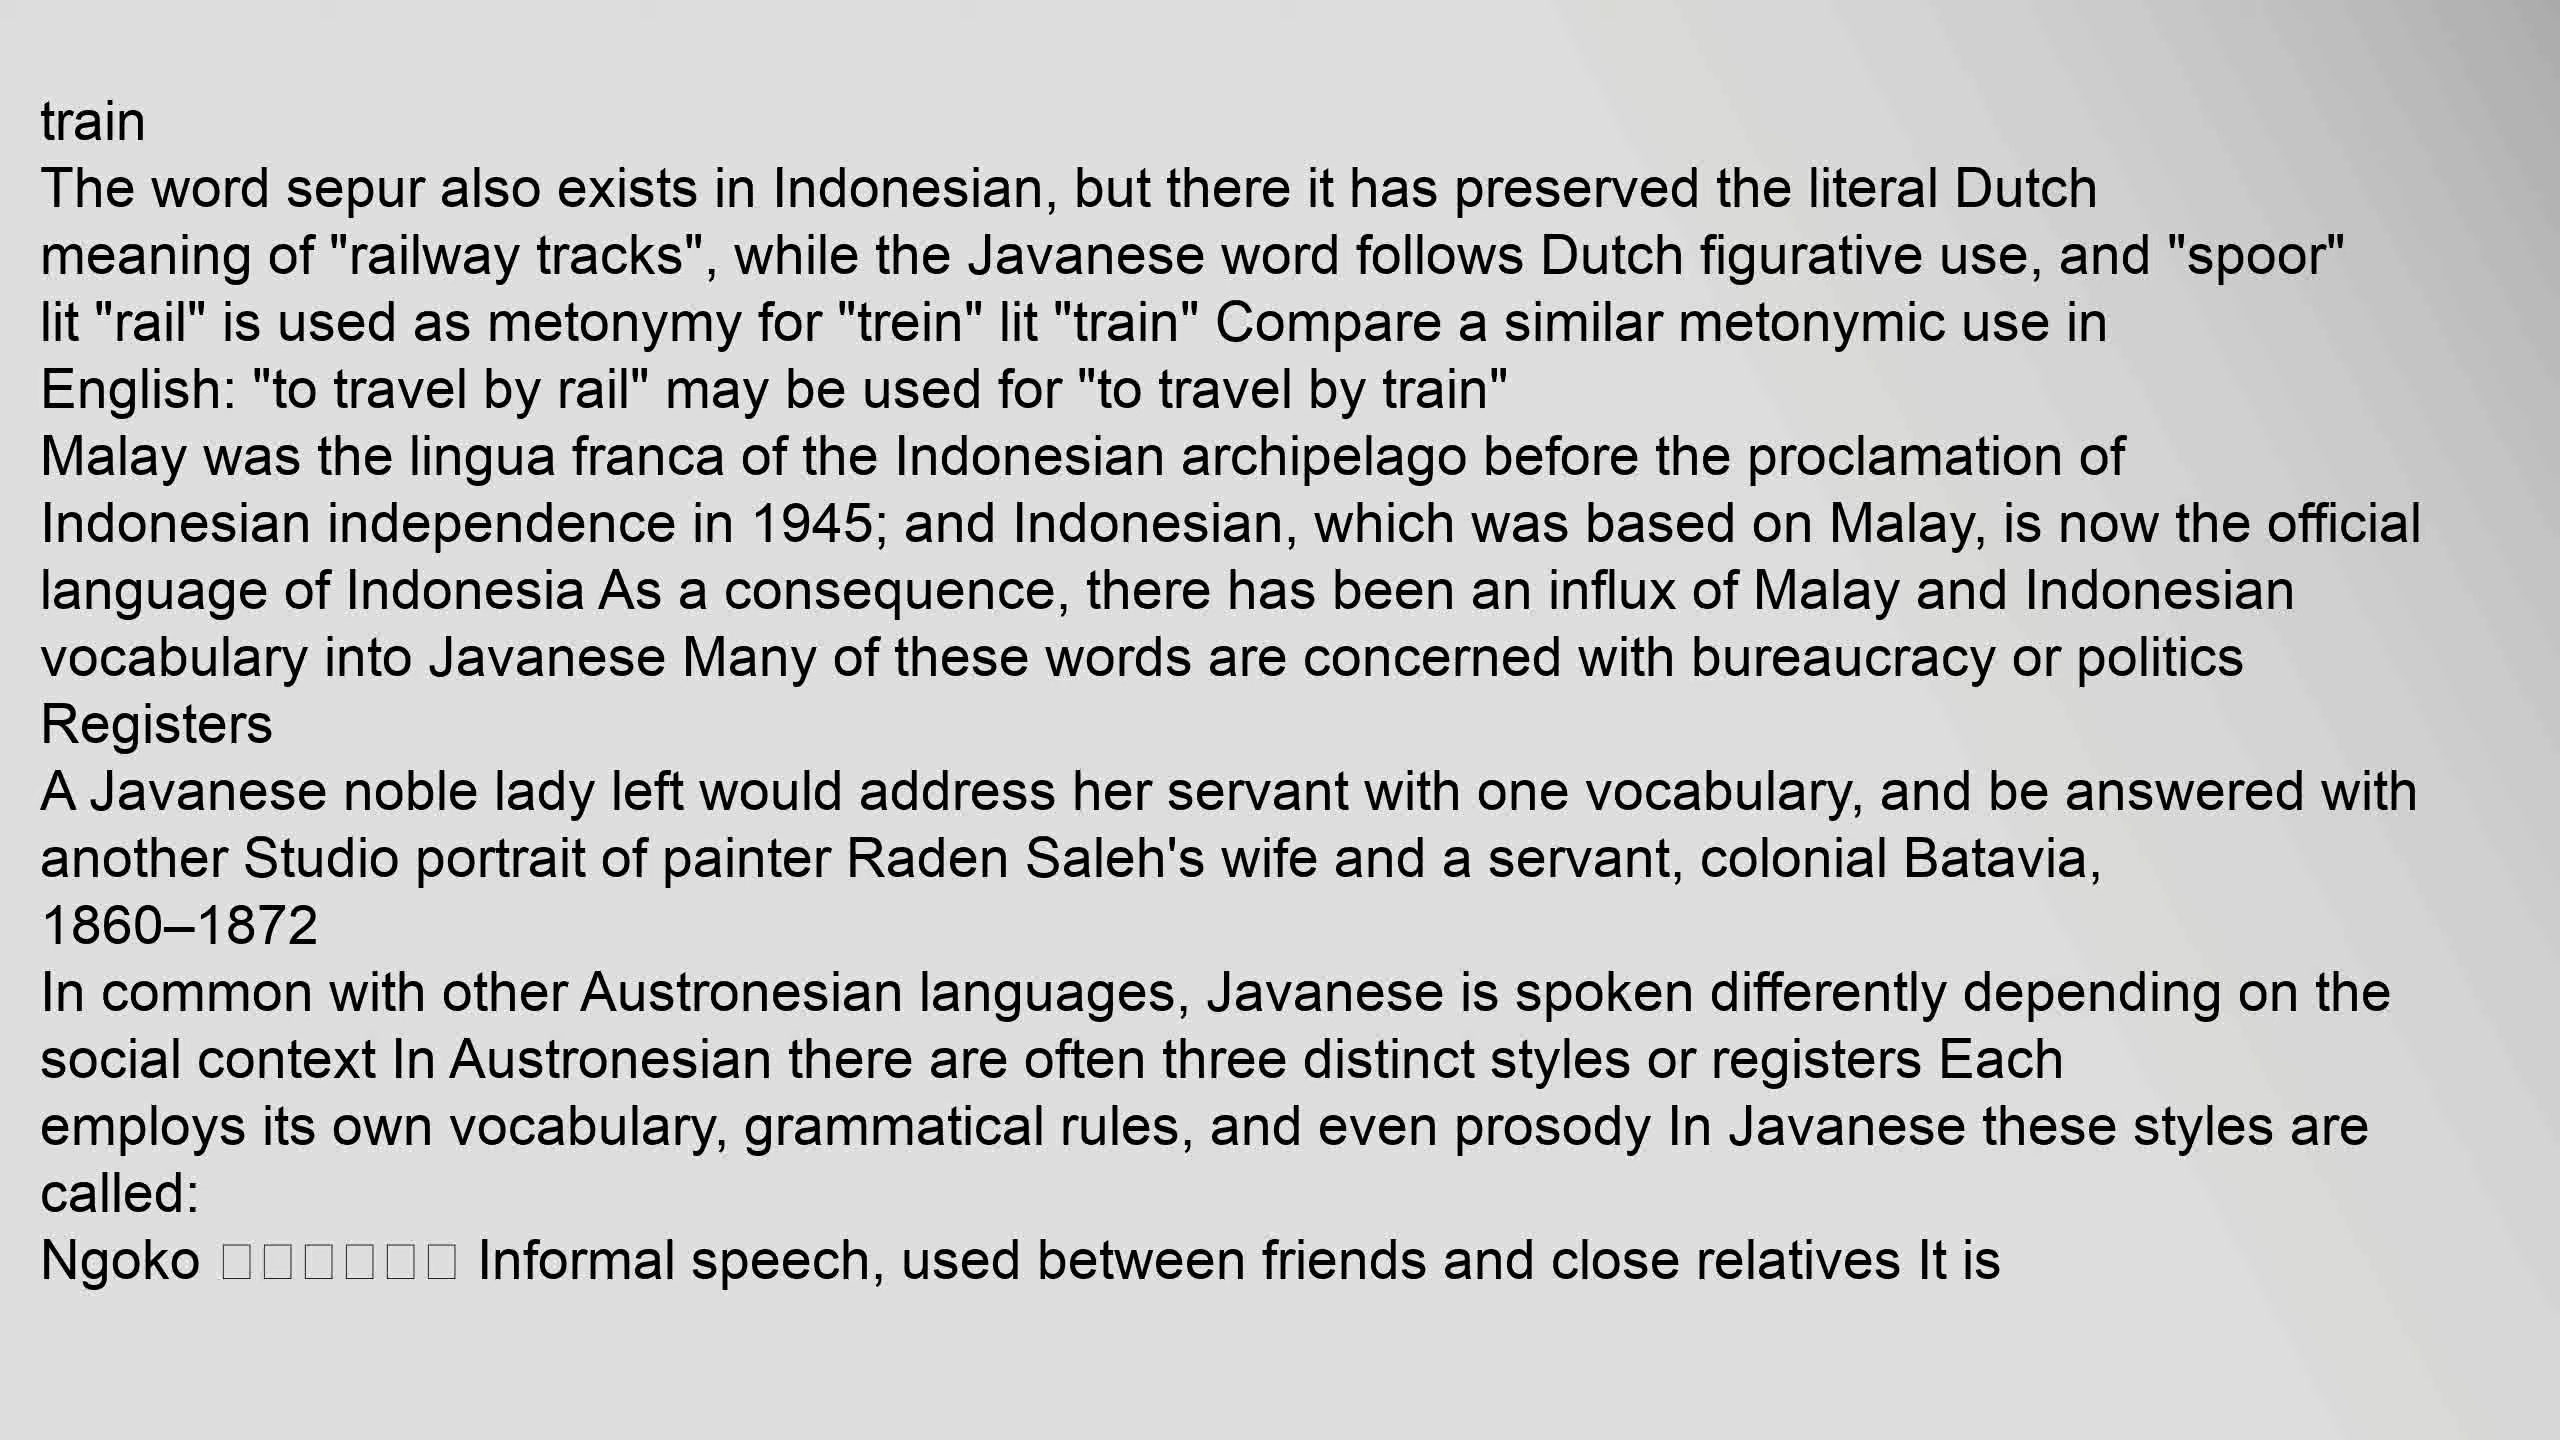 train
The word sepur also exists in Indonesian, but there it has preserved the literal Dutch
meaning of "railway tracks", while the Javanese word follows Dutch figurative use, and "spoor"
lit "rail" is used as metonymy for "trein" lit "train" Compare a similar metonymic use in
English: "to travel by rail" may be used for "to travel by train"
Malay was the lingua franca of the Indonesian archipelago before the proclamation of
Indonesian independence in 1945; and Indonesian, which was based on Malay, is now the official
language of Indonesia As a consequence, there has been an influx of Malay and Indonesian
vocabulary into Javanese Many of these words are concerned with bureaucracy or politics
Registers
A Javanese noble lady left would address her servant with one vocabulary, and be answered with
another Studio portrait of painter Raden Saleh's wife and a servant, colonial Batavia,
1860–1872
In common with other Austronesian languages, Javanese is spoken differently depending on the
social context In Austronesian there are often three distinct styles or registers Each
employs its own vocabulary, grammatical rules, and even prosody In Javanese these styles are
called:
Ngoko Informal speech, used between friends and close relatives It is